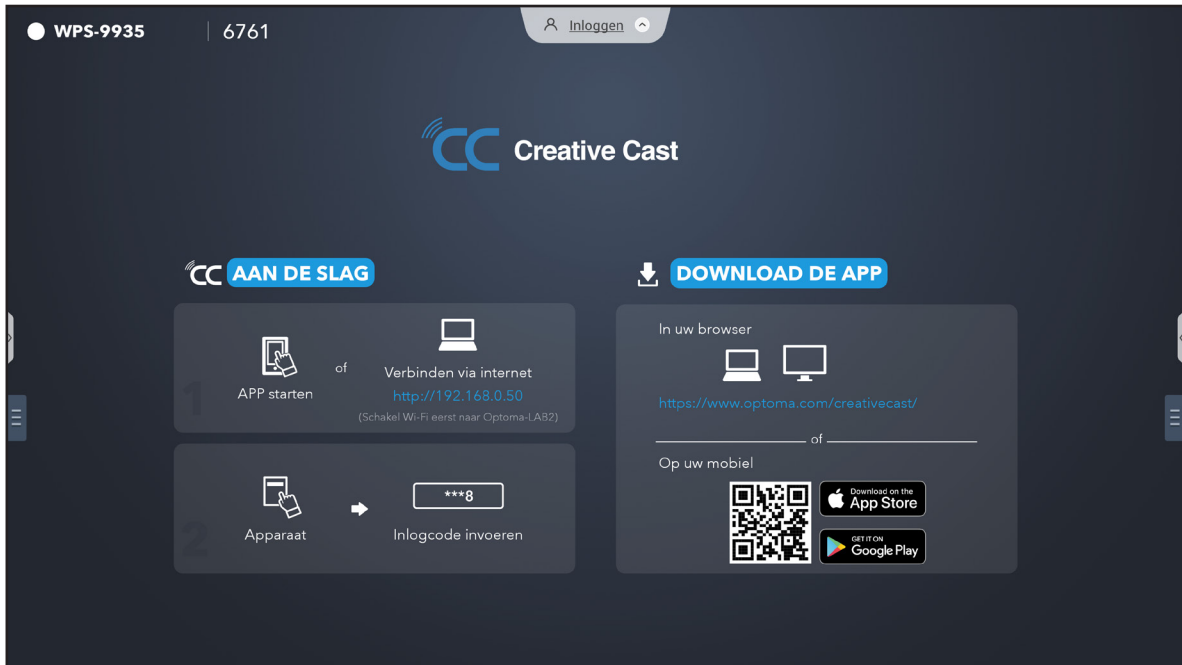 WPS-9935 | 6761
Inloggen
CC Creative Cast
CC AAN DE SLAG
1
APP starten
of
Verbinden via internet
http://192.168.0.50
(Schakel Wi-Fi eerst naar Optoma-LAB2)
2
Apparaat
***8
Inlogcode invoeren
DOWNLOAD DE APP
In uw browser
https://www.optoma.com/creativecast/
of
Op uw mobiel
Download on the
App Store
GET IT ON
Google Play